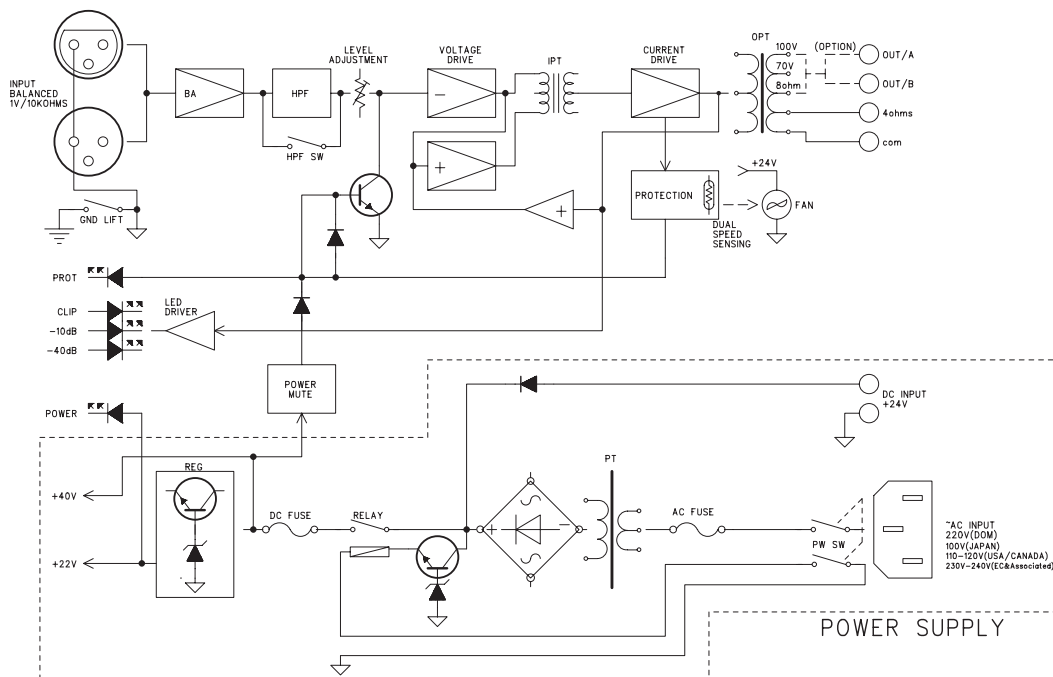 INPUT
BALANCED
1V/10KOHMS
BA
HPF
HPF SW
LEVEL
ADJUSTMENT
VOLTAGE
DRIVE
−
+
IPT
CURRENT
DRIVE
OPT
100V
70V
8ohm
(OPTION)
OUT/A
OUT/B
4ohms
com
+
PROTECTION
+24V
FAN
DUAL
SPEED
SENSING
GND LIFT
PROT
CLIP
-10dB
-40dB
LED
DRIVER
POWER
MUTE
DC INPUT
+24V
POWER
REG
+40V
+22V
DC FUSE
RELAY
+
−
PT
AC FUSE
PW SW
~AC INPUT
220V(DOM)
100V(JAPAN)
110-120V(USA/CANADA)
230V-240V(EC&Associated)
POWER SUPPLY